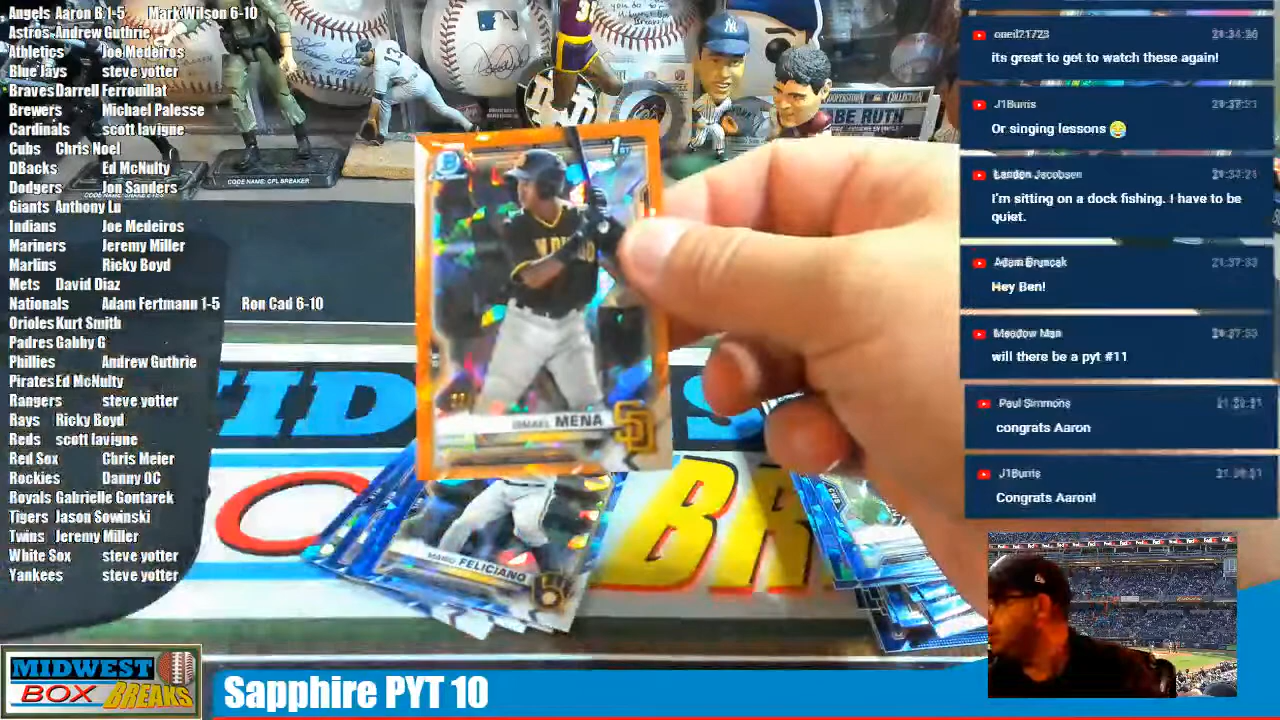 Angels Aaron B 1-5 Mark Wilson 6-10
Astros Andrew Guthrie
Athletics Joe Medeiros
Blue Jays steve yotter
Braves Darrell Ferrouillat
Brewers Michael Palesse
Cardinals scott lavigne
Cubs Chris Noel
DBacks Ed McNulty
Dodgers Jon Sanders
Giants Anthony Lu
Indians Joe Medeiros
Mariners Jeremy Miller
Marlins Ricky Boyd
Mets David Diaz
Nationals Adam Fertmann 1-5 Ron Cad 6-10
Orioles Kurt Smith
Padres Gabby G
Phillies Andrew Guthrie
Pirates Ed McNulty
Rangers steve yotter
Rays Ricky Boyd
Reds scott lavigne
Red Sox Chris Meier
Rockies Danny OC
Royals Gabrielle Gontarek
Tigers Jason Sowinski
Twins Jeremy Miller
White Sox steve yotter
Yankees steve yotter
MIDWEST
BOX
BREAKS
Sapphire PYT 10
CODE NAME: CPL BREAKER
BABE RUTH
1ST
ISMAEL MENA
SD
MARIO FELICIANO
its great to get to watch these again!
J1Burris
Or singing lessons 😂
Landen Jacobsen
I'm sitting on a dock fishing. I have to be
quiet.
Hey Ben!
Meadow Man
will there be a pyt #11
Paul Simmons
congrats Aaron
J1Burris
Congrats Aaron!